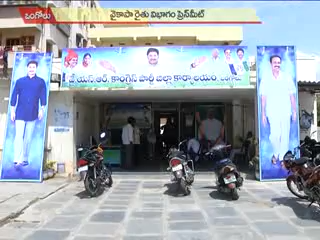 ఒంగోలు
వైకాపా రైతు విభాగం ప్రెస్‌మీట్
వై.యస్.ఆర్. కాంగ్రెస్ పార్టీ జిల్లా కార్యాలయం, ఒంగోలు